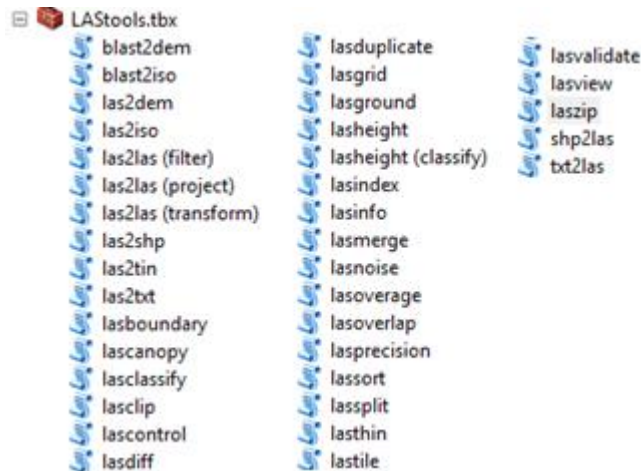 LAStools.tbx
blast2dem
blast2iso
las2dem
las2iso
las2las (filter)
las2las (project)
las2las (transform)
las2shp
las2tin
las2txt
lasboundary
lascanopy
lasclassify
lasclip
lascontrol
lasdiff
lasduplicate
lasgrid
lasground
lasheight
lasheight (classify)
lasindex
lasinfo
lasmerge
lasnoise
lasoverage
lasoverlap
lasprecision
lassort
lassplit
lasthin
lastile
lasvalidate
lasview
laszip
shp2las
txt2las